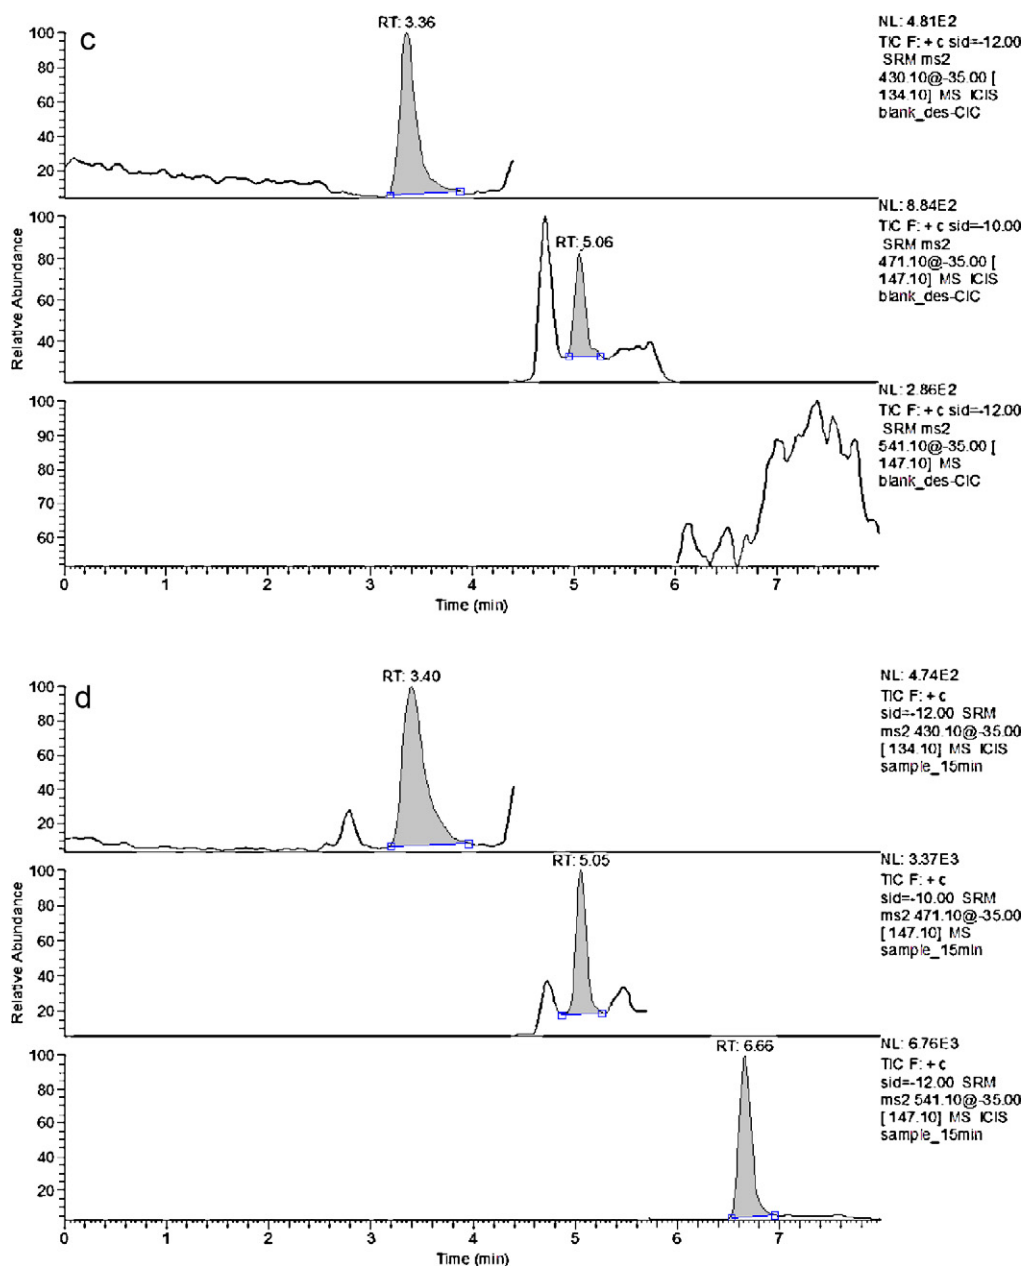 c
RT: 3.36
100
80
60
40
20
NL: 4.81E2
TIC F: + c sid=-12.00
SRM ms2
430.10@-35.00 [
134.10] MS ICIS
blank_des-CIC
Relative Abundance
RT: 5.06
100
80
60
40
NL: 8.84E2
TIC F: + c sid=-10.00
SRM ms2
471.10@-35.00 [
147.10] MS ICIS
blank_des-CIC
100
90
80
70
60
NL: 2.86E2
TIC F: + c sid=-12.00
SRM ms2
541.10@-35.00 [
147.10] MS
blank_des-CIC
0 1 2 3 4 5 6 7
Time (min)
d
RT: 3.40
100
80
60
40
20
NL: 4.74E2
TIC F: + c
sid=-12.00 SRM
ms2 430.10@-35.00
[134.10] MS ICIS
sample_15min
Relative Abundance
RT: 5.05
100
80
60
40
20
NL: 3.37E3
TIC F: + c
sid=-10.00 SRM
ms2 471.10@-35.00
[147.10] MS
sample_15min
RT: 6.66
100
80
60
40
20
NL: 6.76E3
TIC F: + c
sid=-12.00 SRM
ms2 541.10@-35.00
[147.10] MS ICIS
sample_15min
0 1 2 3 4 5 6 7
Time (min)